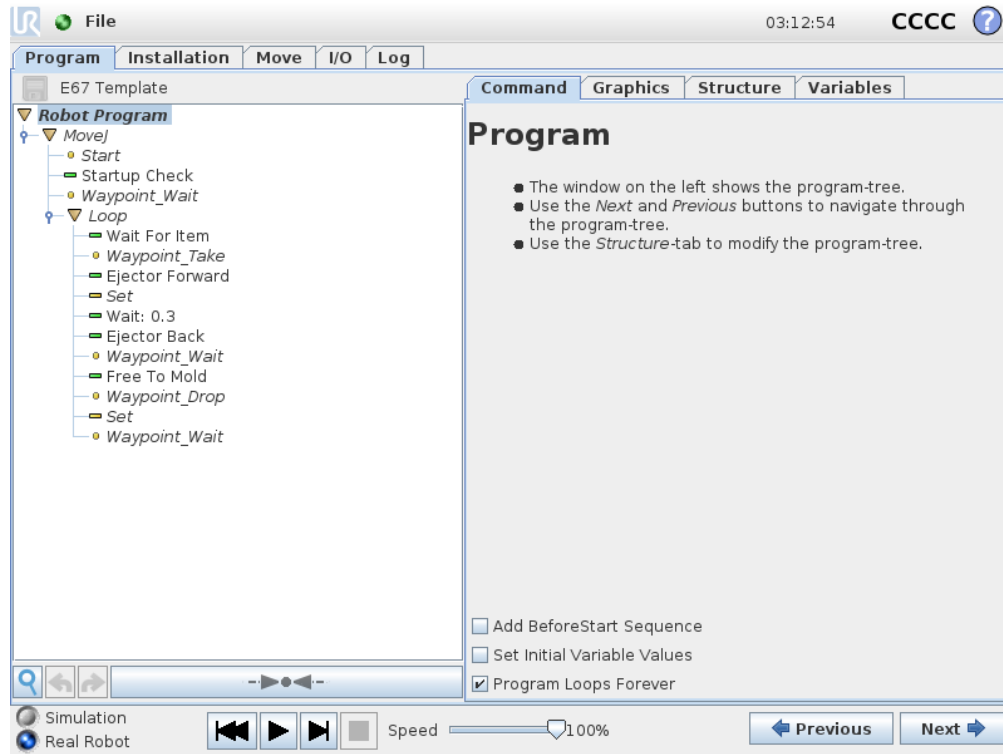 UR File 03:12:54 CCCC ?
Program Installation Move I/O Log
E67 Template
Command Graphics Structure Variables
Robot Program
MoveJ
Start
Startup Check
Waypoint_Wait
Loop
Wait For Item
Waypoint_Take
Ejector Forward
Set
Wait: 0.3
Ejector Back
Waypoint_Wait
Free To Mold
Waypoint_Drop
Set
Waypoint_Wait
Program
The window on the left shows the program-tree.
Use the Next and Previous buttons to navigate through
the program-tree.
Use the Structure-tab to modify the program-tree.
Add BeforeStart Sequence
Set Initial Variable Values
Program Loops Forever
Simulation
Real Robot
Speed 100%
Previous Next